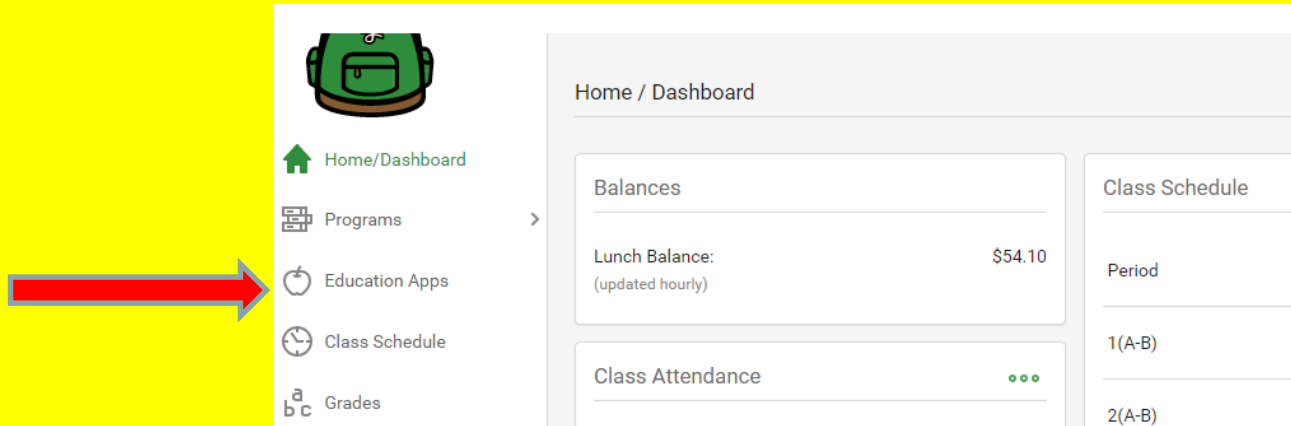 Home / Dashboard
Home/Dashboard
Programs
Education Apps
Class Schedule
a
b c
Grades
Balances
Lunch Balance:
$54.10
(updated hourly)
Class Attendance
Class Schedule
Period
1(A-B)
2(A-B)